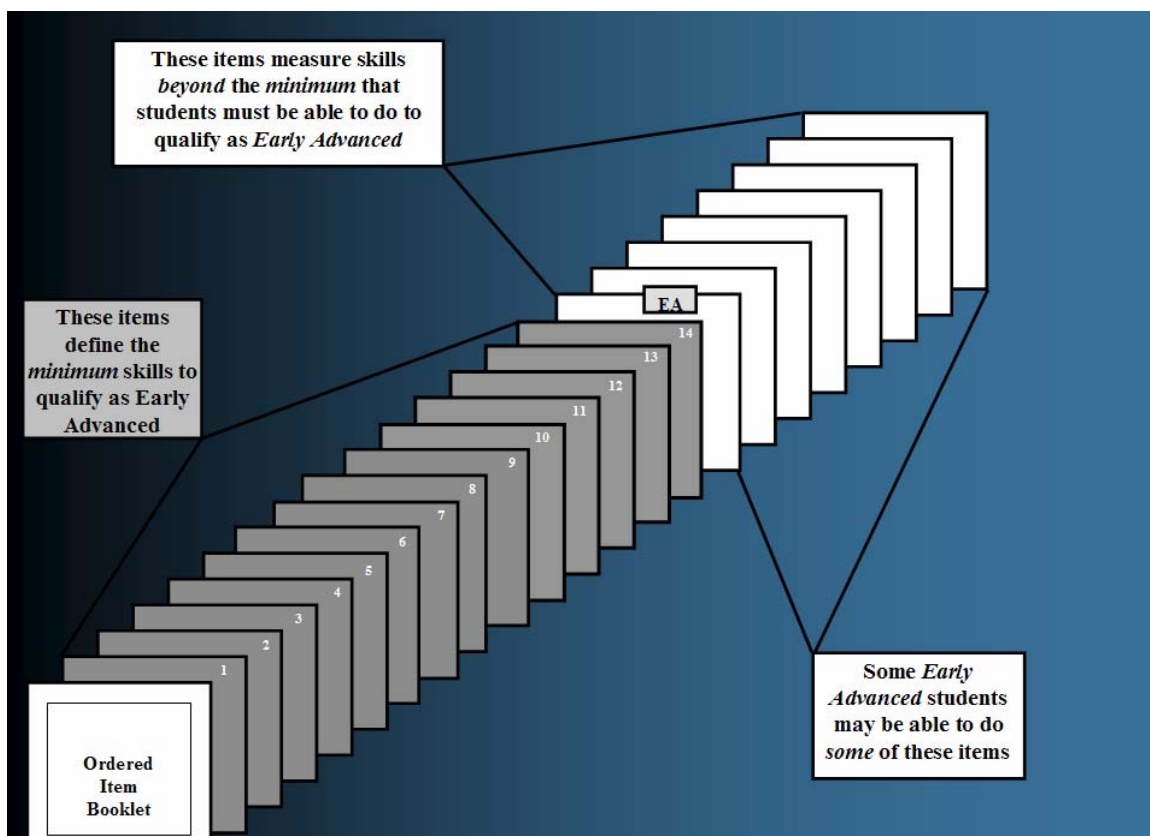 These items measure skills
beyond the minimum that
students must be able to do to
qualify as Early Advanced
These items
define the
minimum skills to
qualify as Early
Advanced
EA
14
13
12
11
10
9
8
7
6
5
4
3
2
1
Ordered
Item
Booklet
Some Early
Advanced students
may be able to do
some of these items